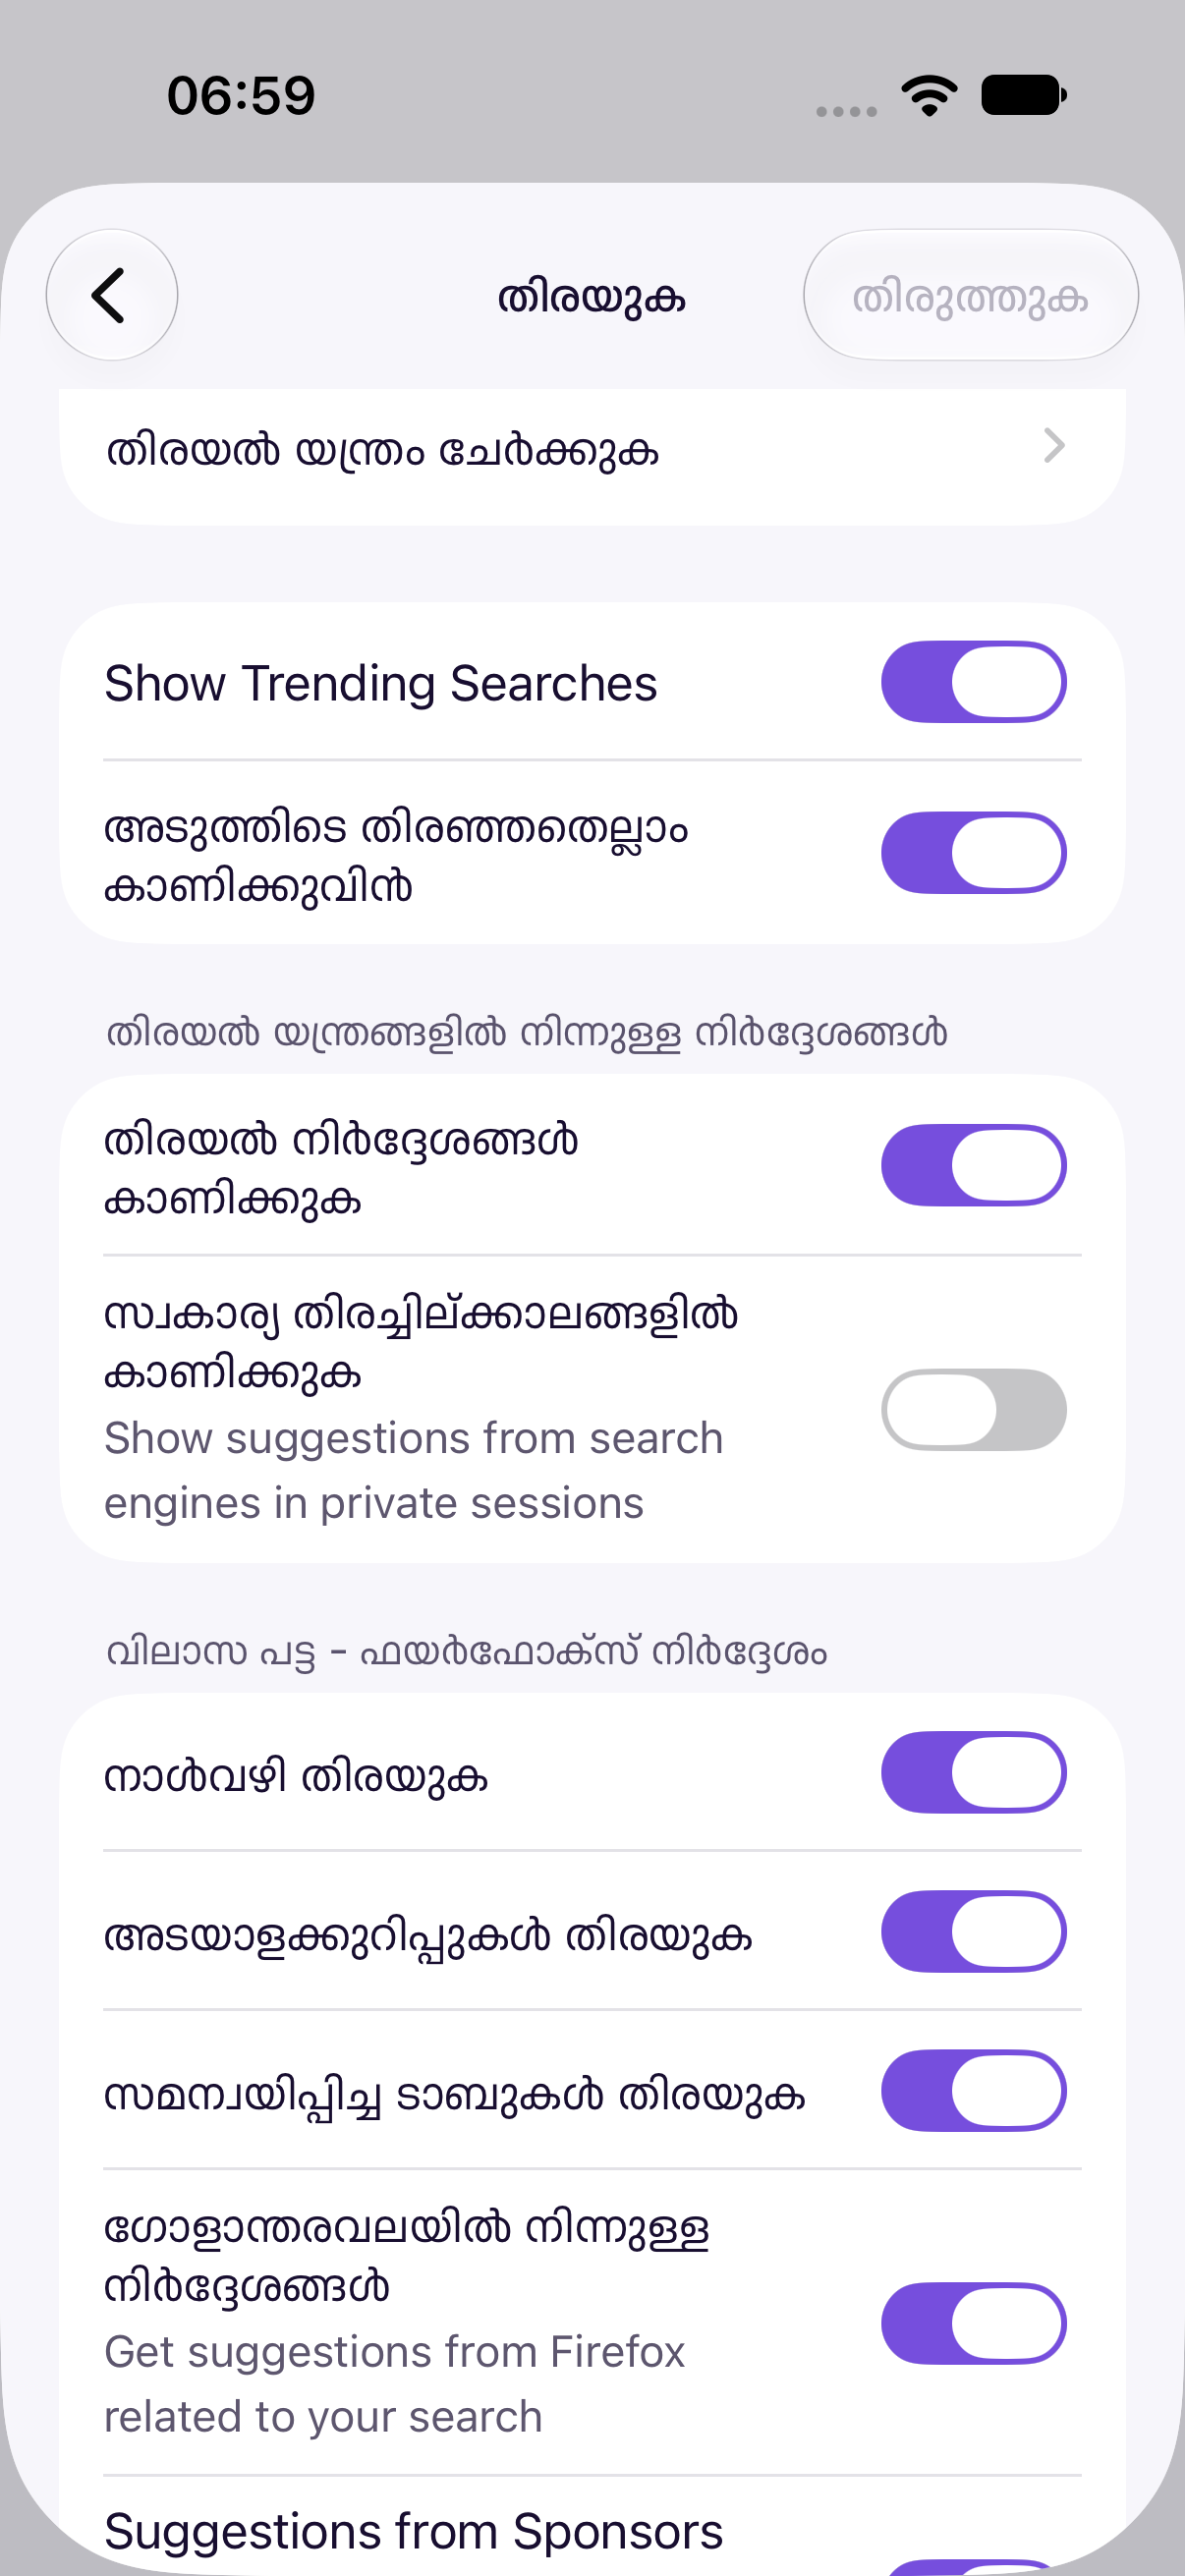 06:59
തിരയുക
തിരുത്തുക
തിരയൽ യന്ത്രം ചേർക്കുക
Show Trending Searches
അടുത്തിടെ തിരഞ്ഞതെല്ലാം
കാണിക്കുവിൻ
തിരയൽ യന്ത്രങ്ങളിൽ നിന്നുള്ള നിർദ്ദേശങ്ങൾ
തിരയൽ നിർദ്ദേശങ്ങൾ
കാണിക്കുക
സ്വകാര്യ തിരച്ചില്ക്കാലങ്ങളിൽ
കാണിക്കുക
Show suggestions from search
engines in private sessions
വിലാസ പട്ട - ഫയർഫോക്സ് നിർദ്ദേശം
നാൾവഴി തിരയുക
അടയാളക്കുറിപ്പുകൾ തിരയുക
സമന്വയിപ്പിച്ച ടാബുകൾ തിരയുക
ഗോളാന്തരവലയിൽ നിന്നുള്ള
നിർദ്ദേശങ്ങൾ
Get suggestions from Firefox
related to your search
Suggestions from Sponsors